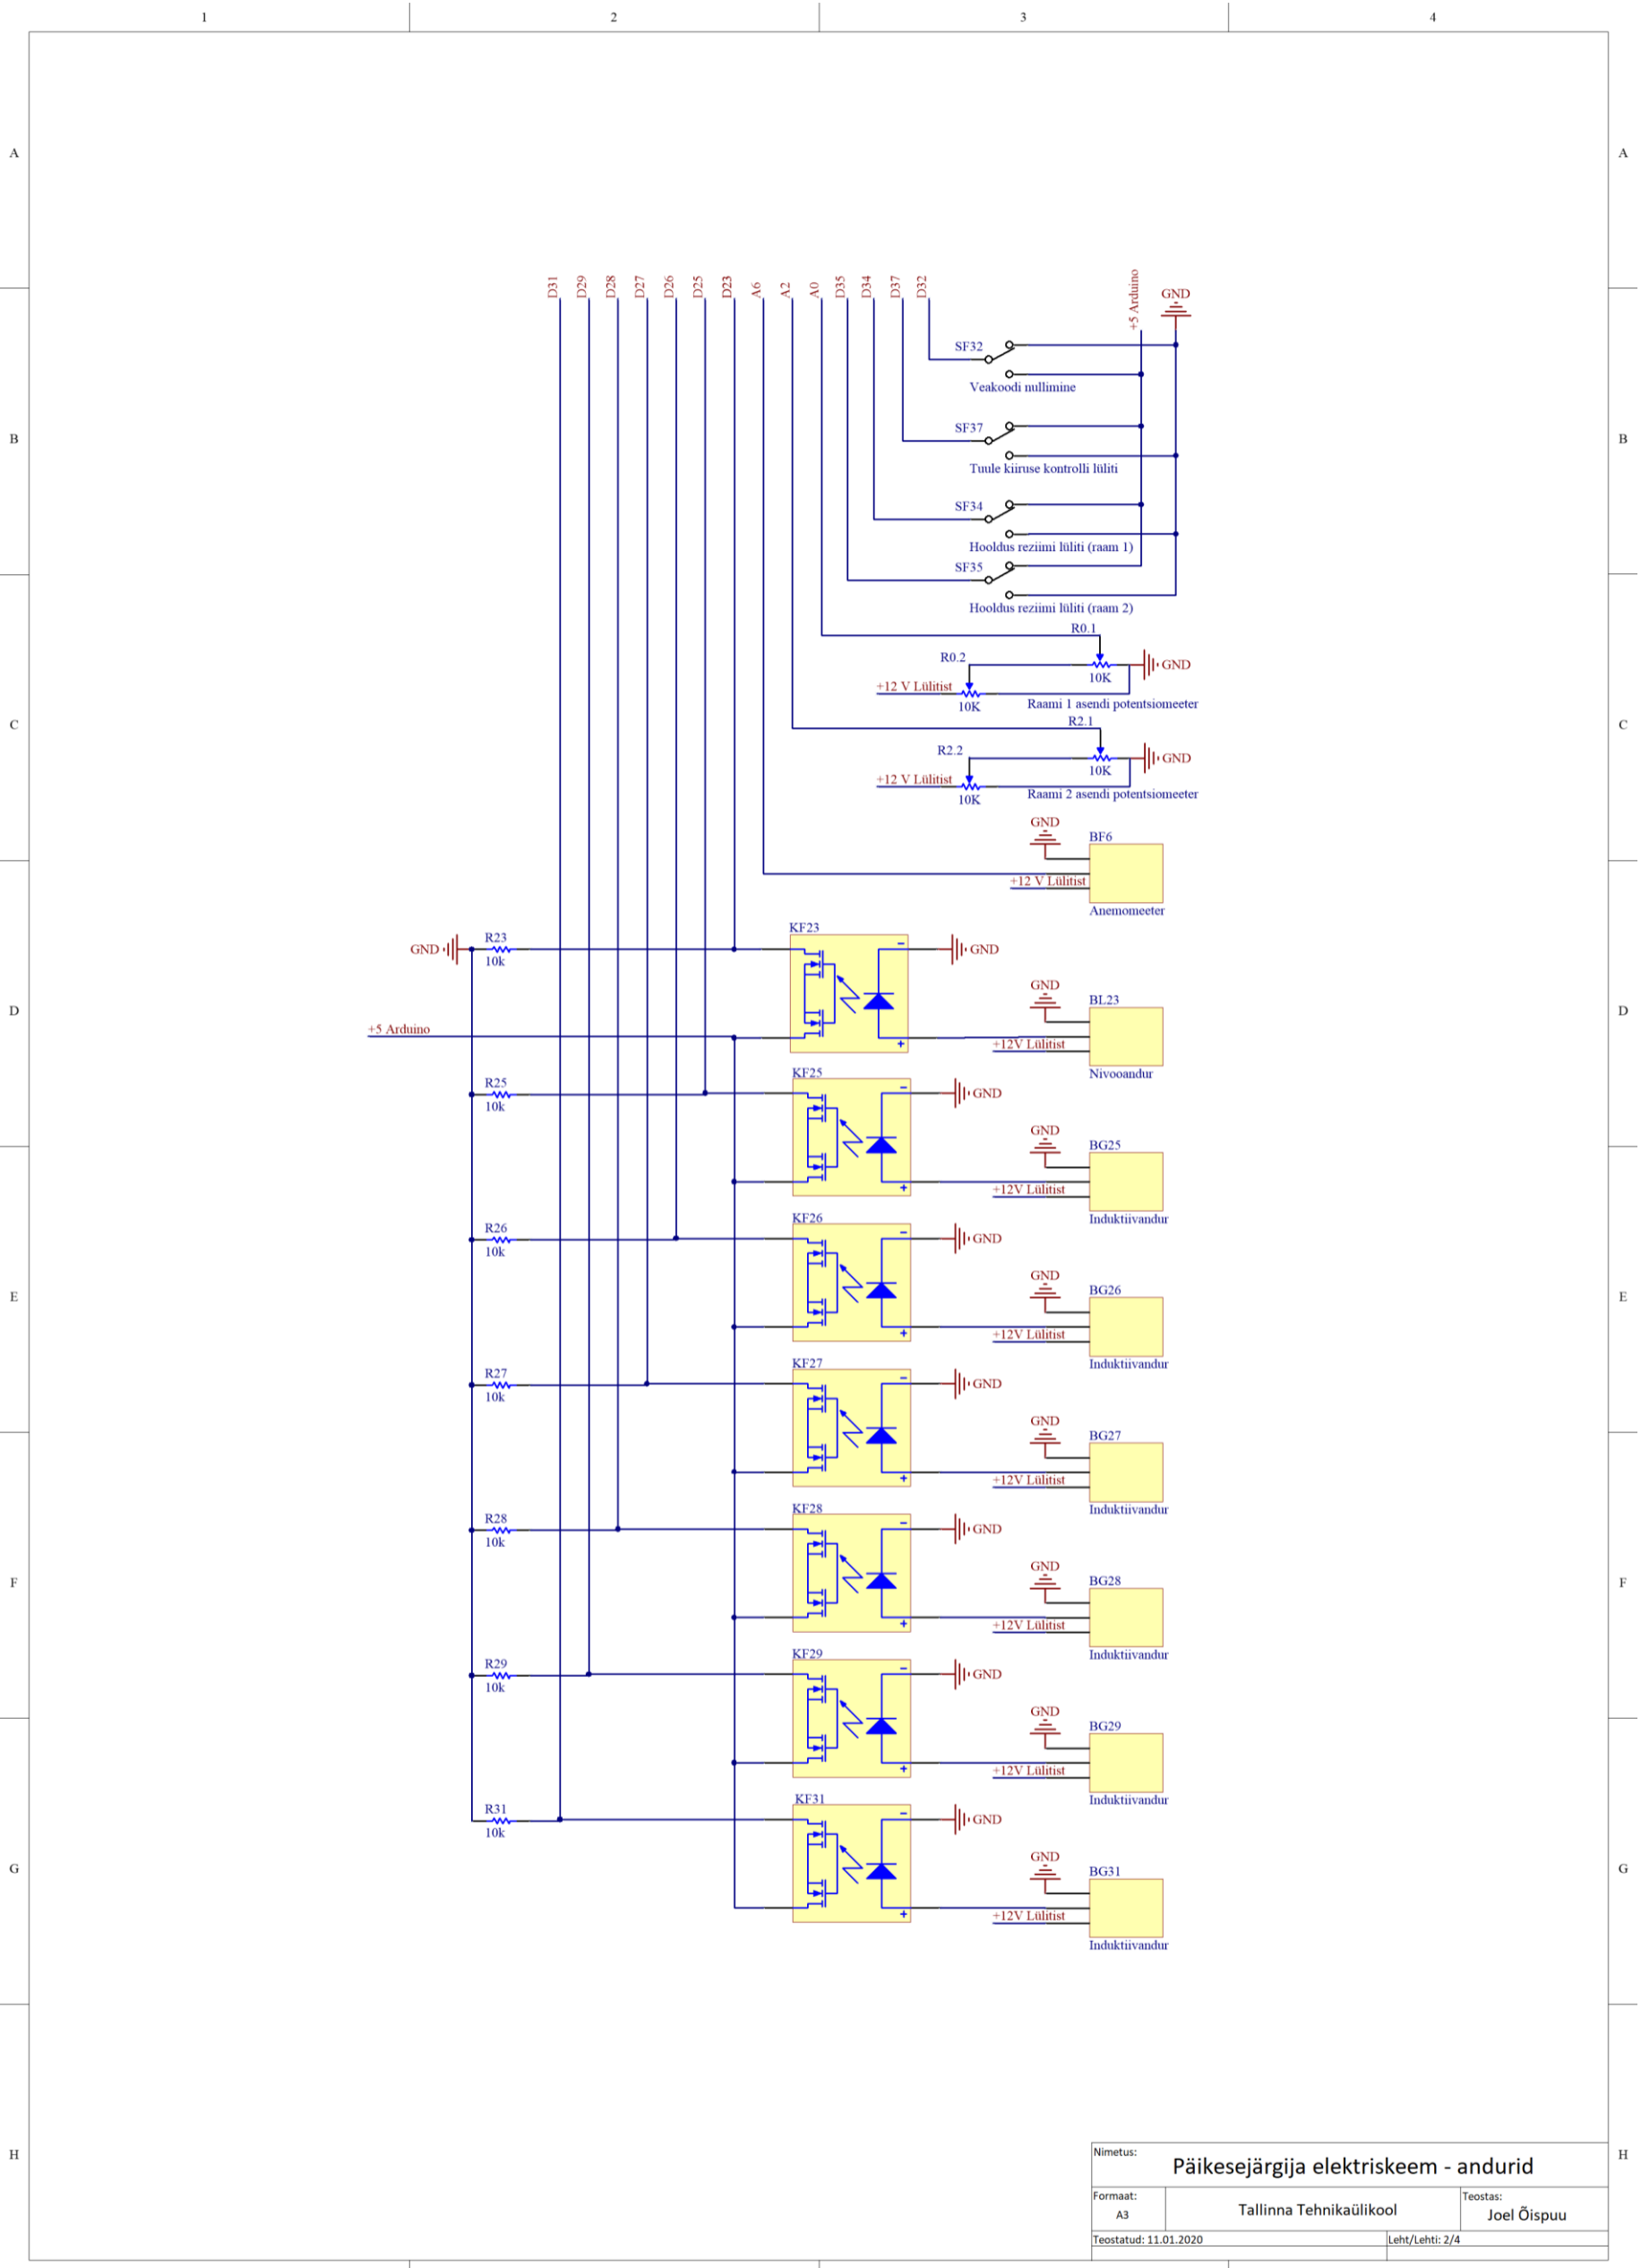 1 2 3 4
A A
D31 D29 D28 D27 D26 D25 D23 A6 A2 A0 D35 D34 D37 D32 +5 Arduino GND
SF32
Veakoodi nullimine
B B
SF37
Tuule kiiruse kontrolli lüliti
SF34
Hooldus reziimi lüliti (raam 1)
SF35
Hooldus reziimi lüliti (raam 2)
R0.1
R0.2 GND
10K
+12 V Lülitist
10K Raami 1 asendi potentsiomeeter
C C
R2.1
R2.2 GND
10K
+12 V Lülitist
10K Raami 2 asendi potentsiomeeter
GND
BF6
+12 V Lülitist
Anemomeeter
KF23
R23
GND GND
10k
GND
BL23
D D
+5 Arduino
+12V Lülitist
Nivooandur
KF25
R25
GND
10k
GND
BG25
+12V Lülitist
Induktiivandur
KF26
R26
GND
10k
GND
BG26
E E
+12V Lülitist
Induktiivandur
KF27
R27
GND
10k
GND
BG27
+12V Lülitist
Induktiivandur
KF28
R28
GND
10k
GND
BG28
F F
+12V Lülitist
Induktiivandur
KF29
R29
GND
10k
GND
BG29
+12V Lülitist
Induktiivandur
KF31
R31
GND
10k
GND
BG31
G G
+12V Lülitist
Induktiivandur
H H
Nimetus:
Päikesejärgija elektriskeem - andurid
Formaat:
A3
Tallinna Tehnikaülikool
Teostas:
Joel Õispuu
Teostatud: 11.01.2020
Leht/Lehti: 2/4